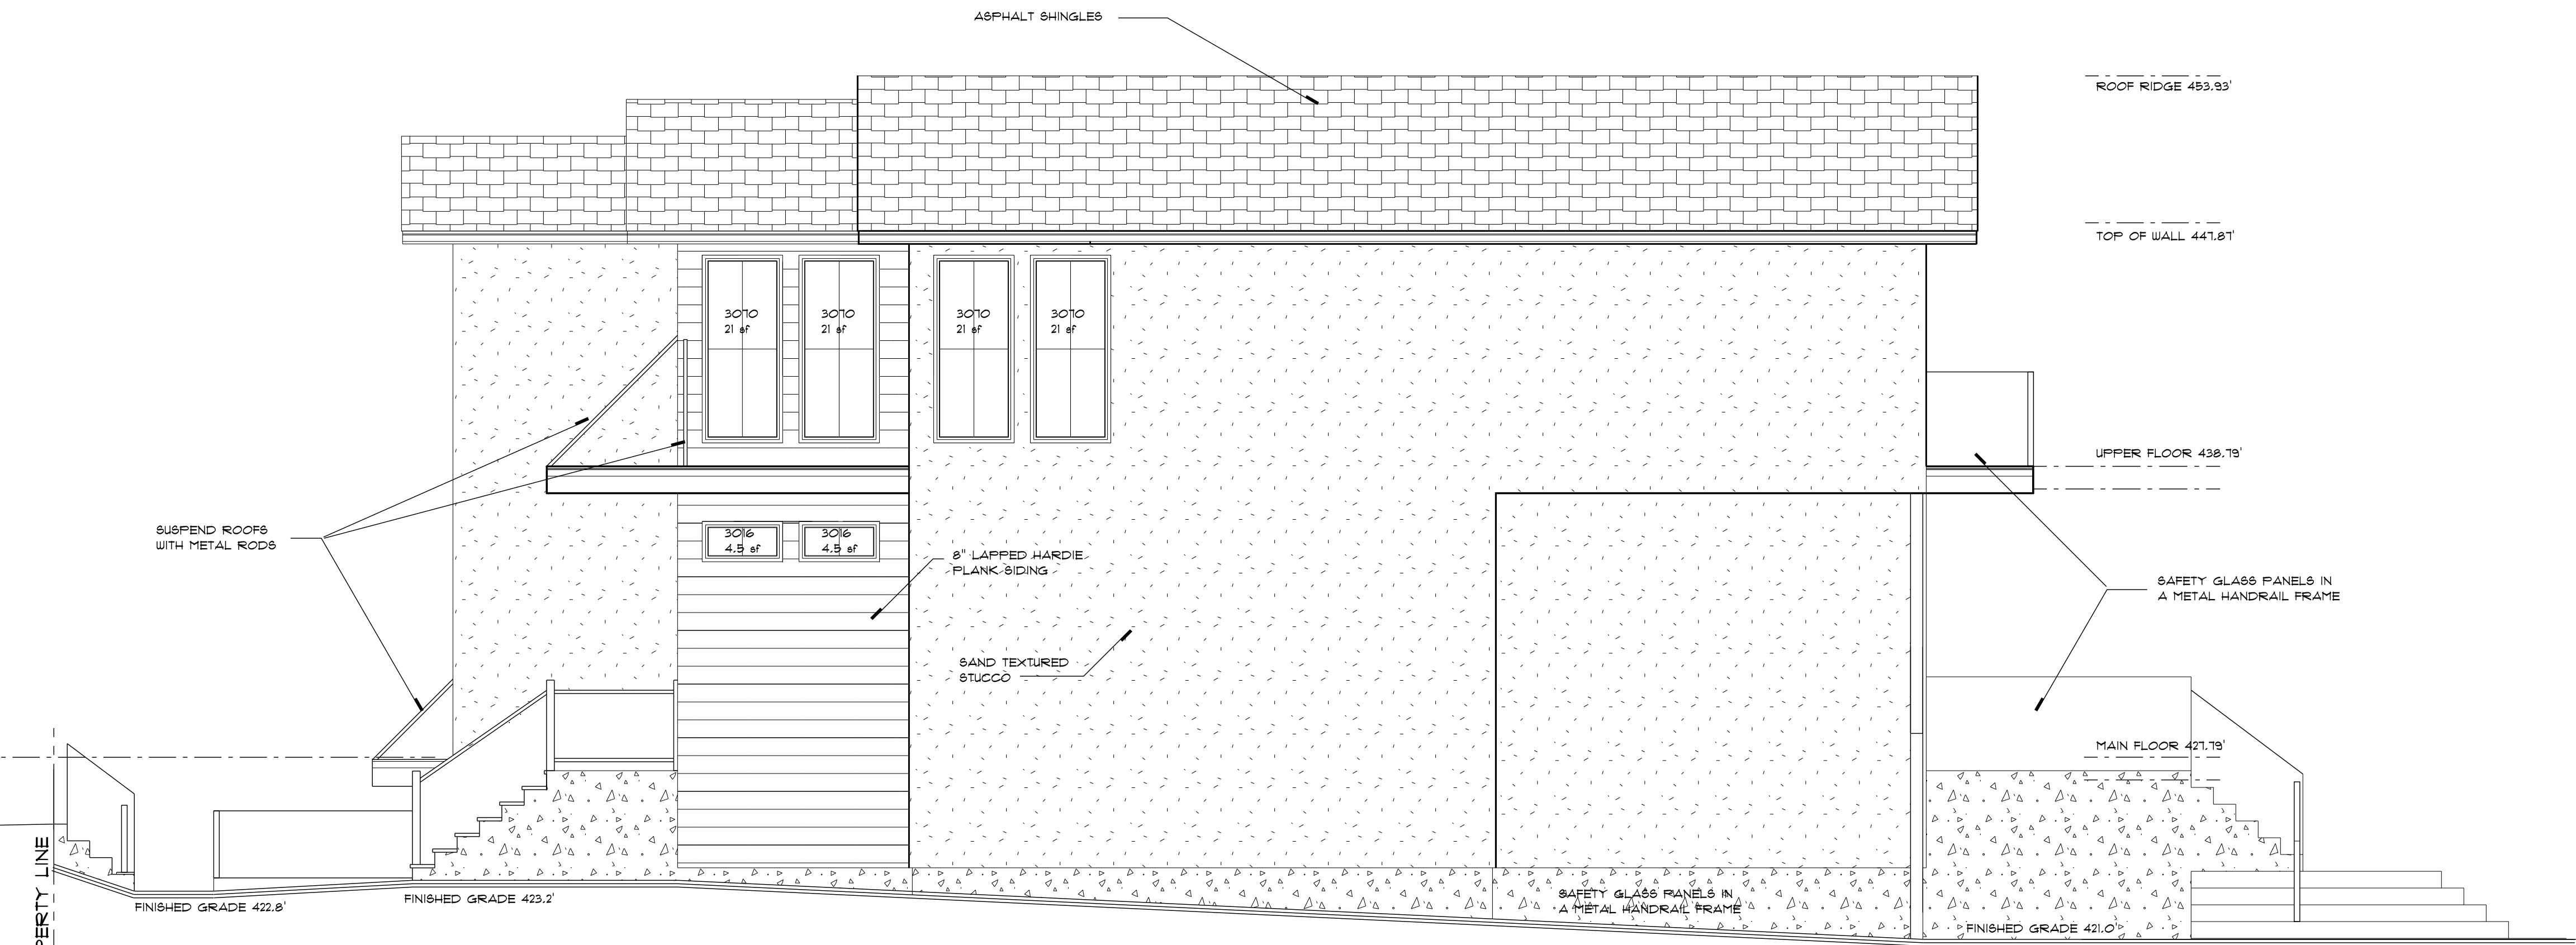 ASPHALT SHINGLES
ROOF RIDGE 453.93'
TOP OF WALL 447.87'
3070
21 sf
3070
21 sf
3070
21 sf
3070
21 sf
UPPER FLOOR 438.79'
SUSPEND ROOFS
WITH METAL RODS
3016
4.5 sf
3016
4.5 sf
8" LAPPED HARDIE
PLANK SIDING
SAFETY GLASS PANELS IN
A METAL HANDRAIL FRAME
SAND TEXTURED
STUCCO
MAIN FLOOR 427.79'
PERTY LINE
FINISHED GRADE 422.8'
FINISHED GRADE 423.2'
SAFETY GLASS PANELS IN
A METAL HANDRAIL FRAME
FINISHED GRADE 421.0'